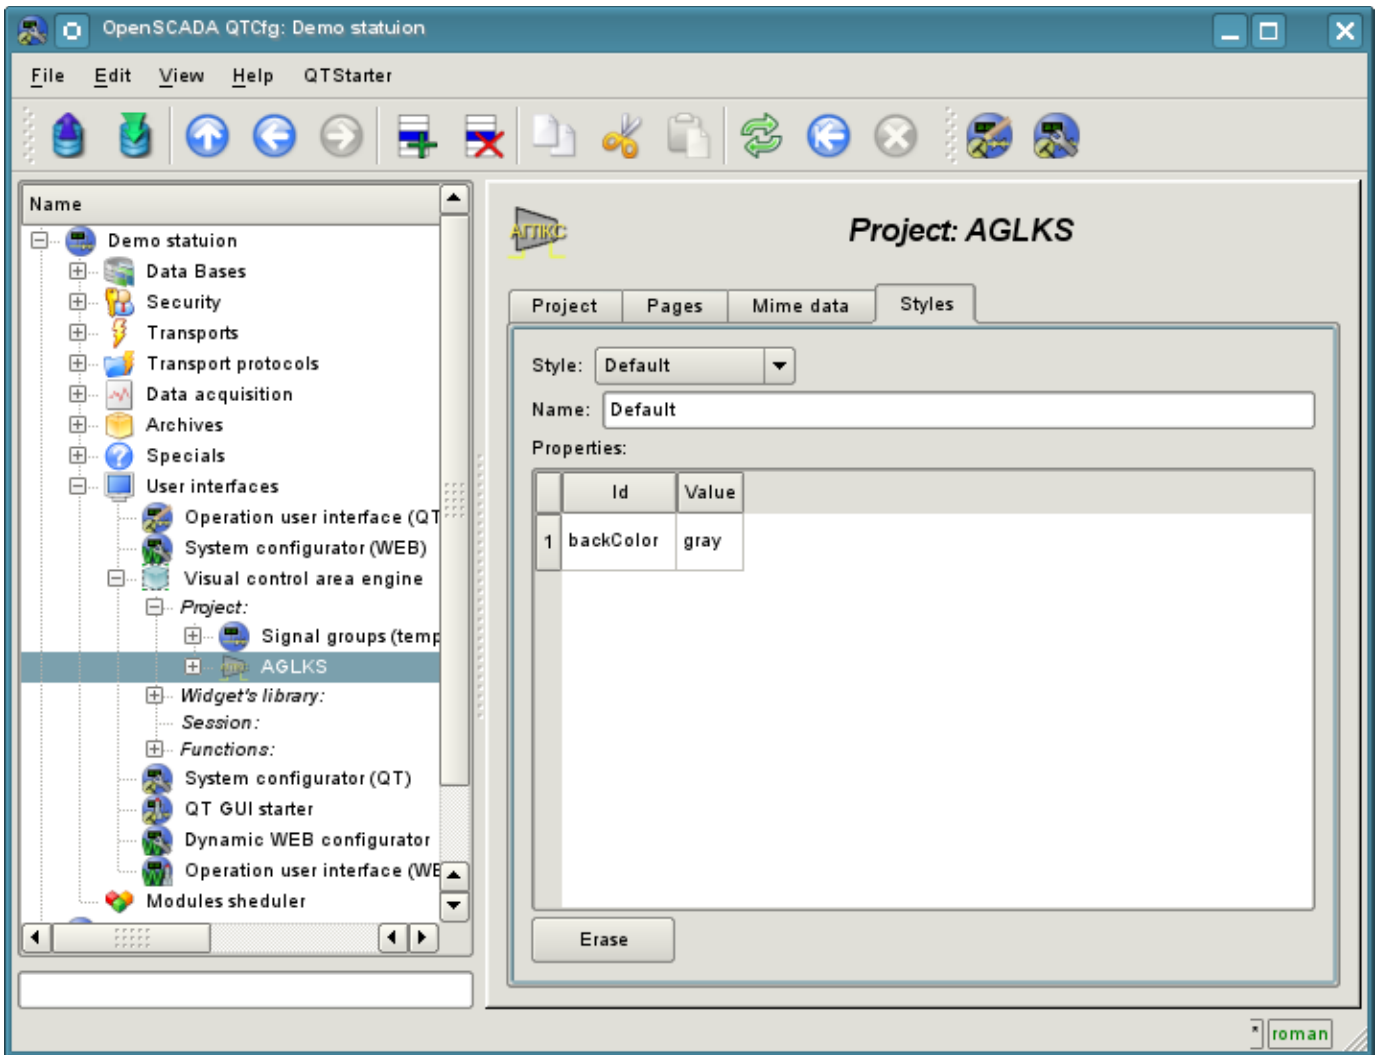 OpenSCADA QTCfg: Demo statuion
File Edit View Help QTStarter
Name
Demo statuion
Data Bases
Security
Transports
Transport protocols
Data acquisition
Archives
Specials
User interfaces
Operation user interface (QT
System configurator (WEB)
Visual control area engine
Project:
Signal groups (temp
AGLKS
Widget's library:
Session:
Functions:
System configurator (QT)
QT GUI starter
Dynamic WEB configurator
Operation user interface (WE
Modules sheduler
АГЛКС
Project: AGLKS
Project Pages Mime data Styles
Style: Default
Name: Default
Properties:
Id Value
1 backColor gray
Erase
* roman